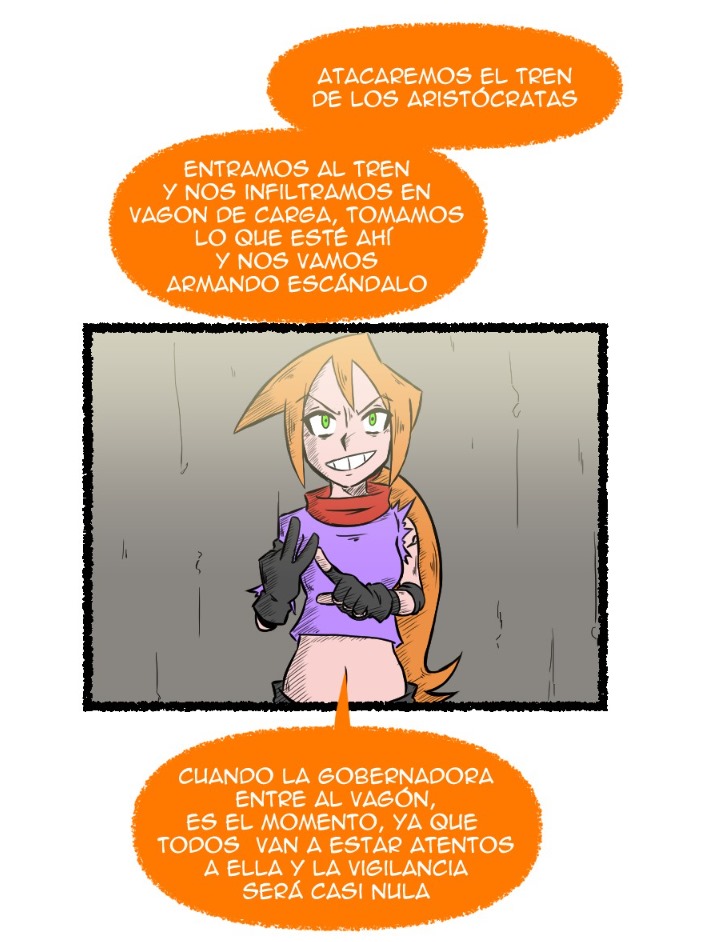 ATACAREMOS EL TREN
DE LOS ARISTÓCRATAS
ENTRAMOS AL TREN
Y NOS INFILTRAMOS EN
VAGON DE CARGA, TOMAMOS
LO QUE ESTÉ AHÍ
Y NOS VAMOS
ARMANDO ESCÁNDALO
CUANDO LA GOBERNADORA
ENTRE AL VAGÓN,
ES EL MOMENTO, YA QUE
TODOS VAN A ESTAR ATENTOS
A ELLA Y LA VIGILANCIA
SERÁ CASI NULA